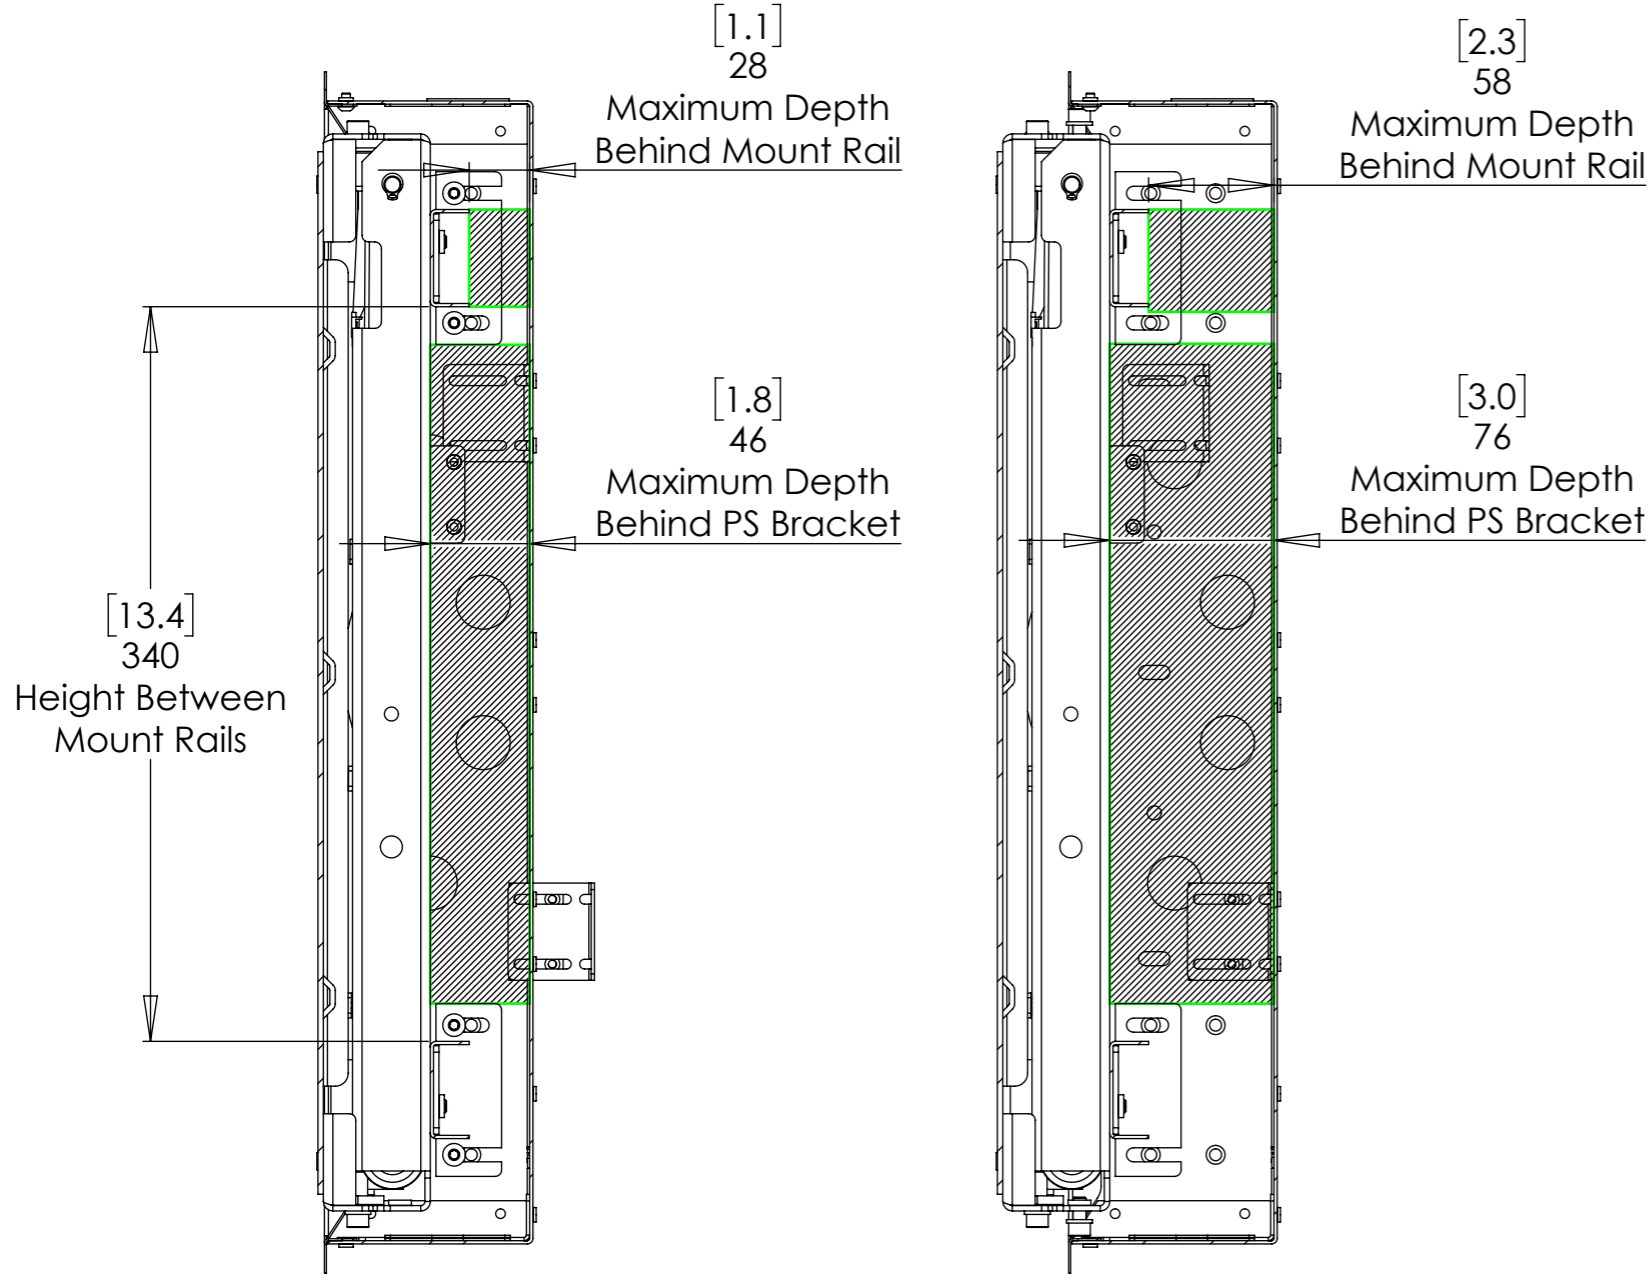 [1.1]
28
Maximum Depth
Behind Mount Rail
[2.3]
58
Maximum Depth
Behind Mount Rail
[1.8]
46
Maximum Depth
Behind PS Bracket
[3.0]
76
Maximum Depth
Behind PS Bracket
[13.4]
340
Height Between
Mount Rails